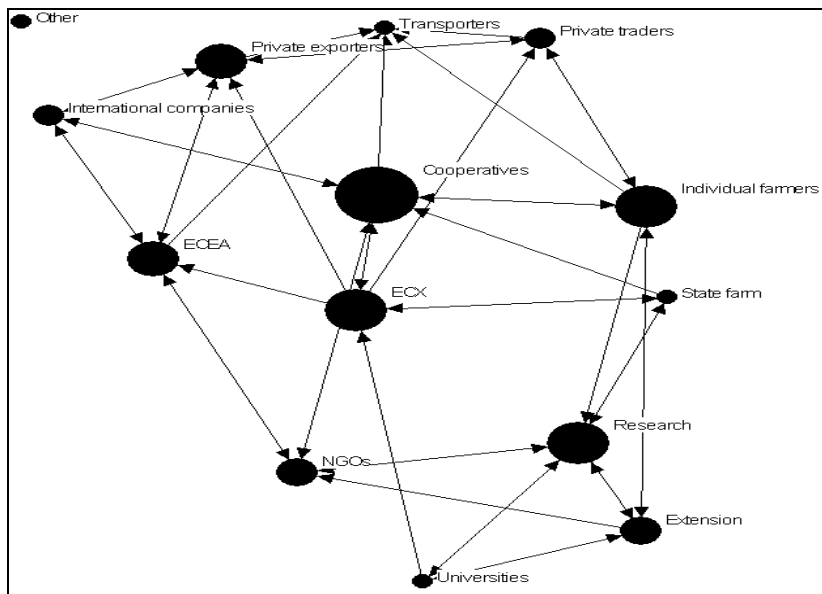 Other
Transporters
Private traders
Private exporters
International companies
Cooperatives
Individual farmers
ECEA
ECX
State farm
Research
NGOs
Extension
Universities